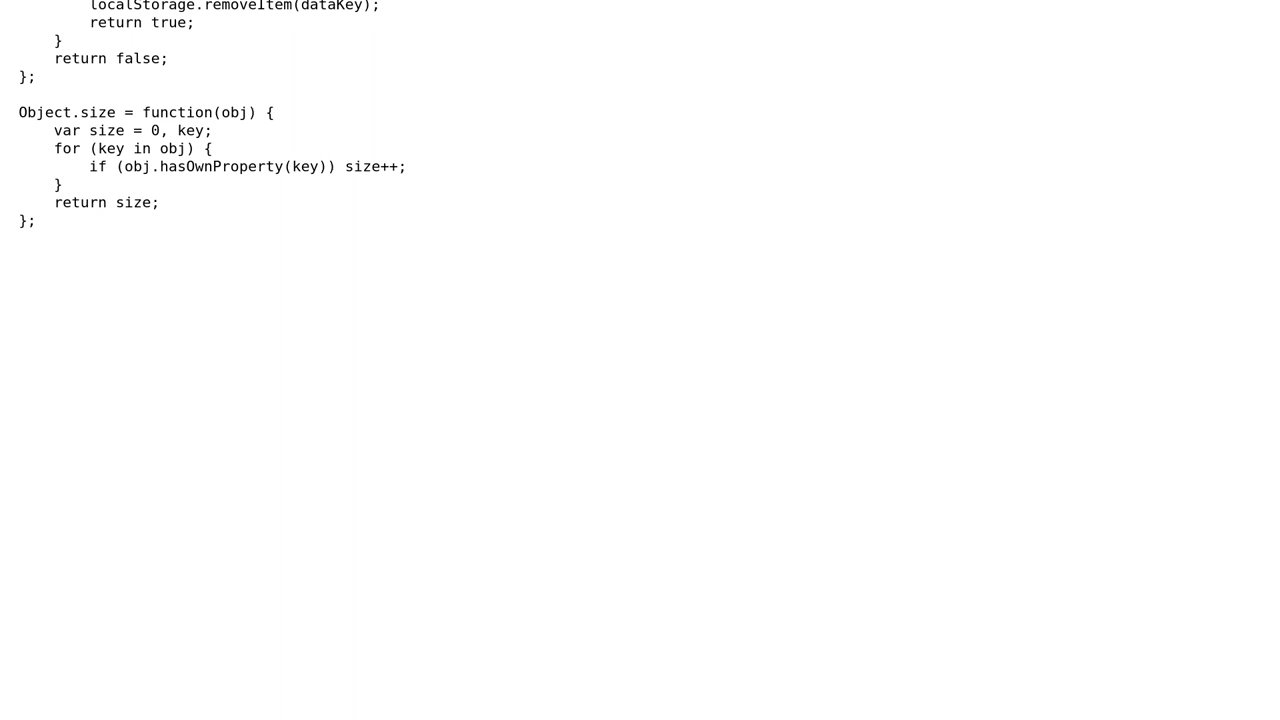 localStorage.removeItem(dataKey);
        return true;
    }
    return false;
};

Object.size = function(obj) {
    var size = 0, key;
    for (key in obj) {
        if (obj.hasOwnProperty(key)) size++;
    }
    return size;
};